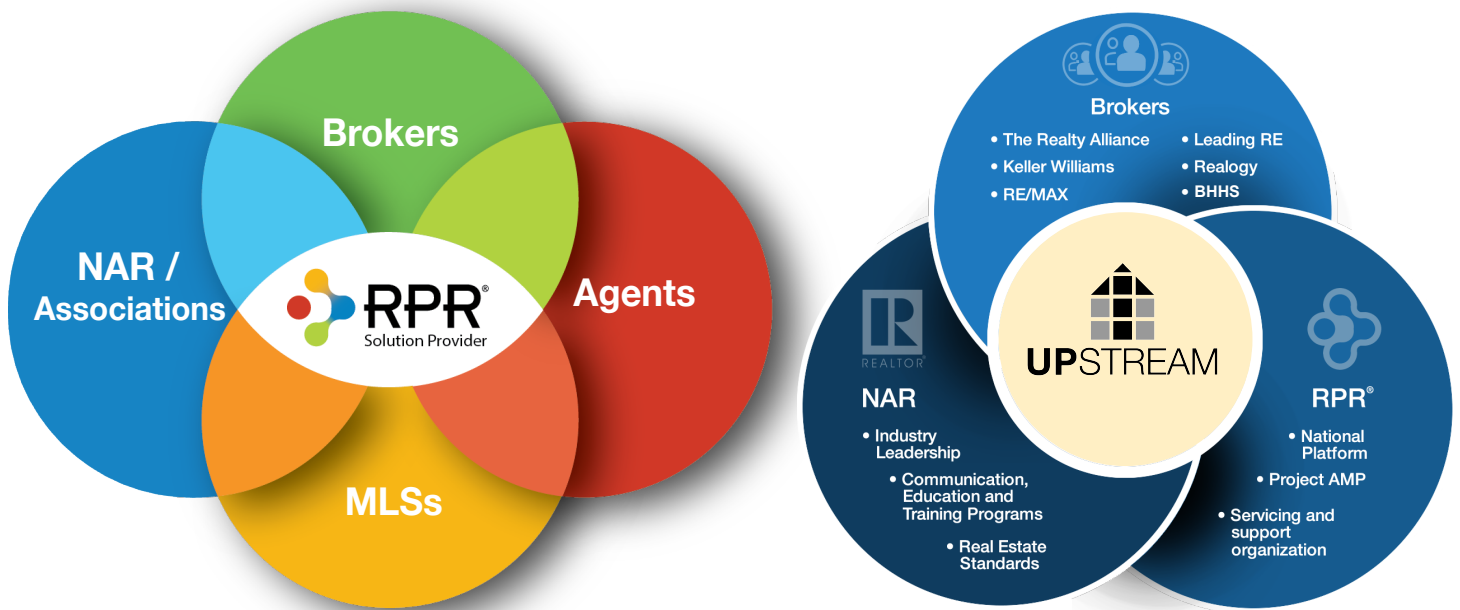 Brokers
NAR /
Associations
Agents
RPR®
Solution Provider
MLSs
Brokers
• The Realty Alliance
• Keller Williams
• RE/MAX
• Leading RE
• Realogy
• BHHS
R
REALTOR®
NAR
• Industry
Leadership
• Communication,
Education and
Training Programs
• Real Estate
Standards
UPSTREAM
RPR®
• National
Platform
• Project AMP
• Servicing and
support
organization